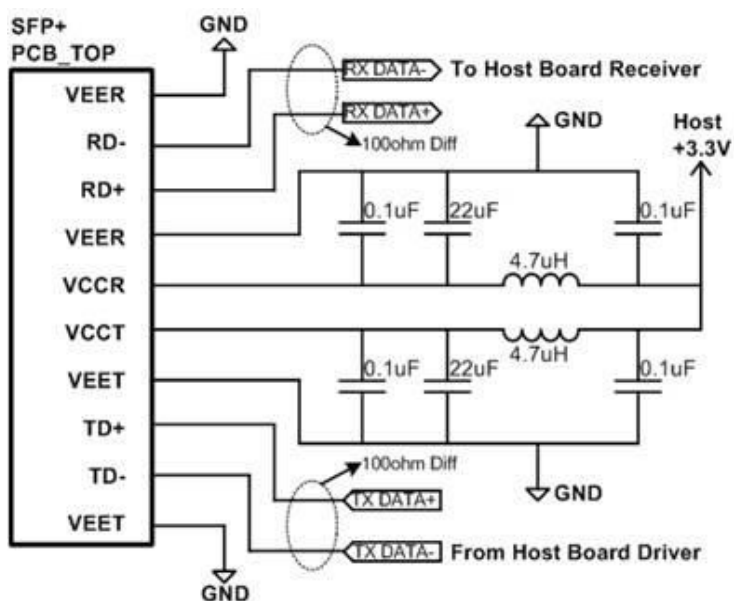 SFP+
PCB_TOP
GND
VEER
RD-
RD+
VEER
VCCR
VCCT
VEET
TD+
TD-
VEET
GND
RX DATA-
To Host Board Receiver
RX DATA+
100ohm Diff
GND
Host
+3.3V
0.1uF
22uF
0.1uF
4.7uH
4.7uH
0.1uF
22uF
0.1uF
100ohm Diff
GND
TX DATA+
TX DATA-
From Host Board Driver